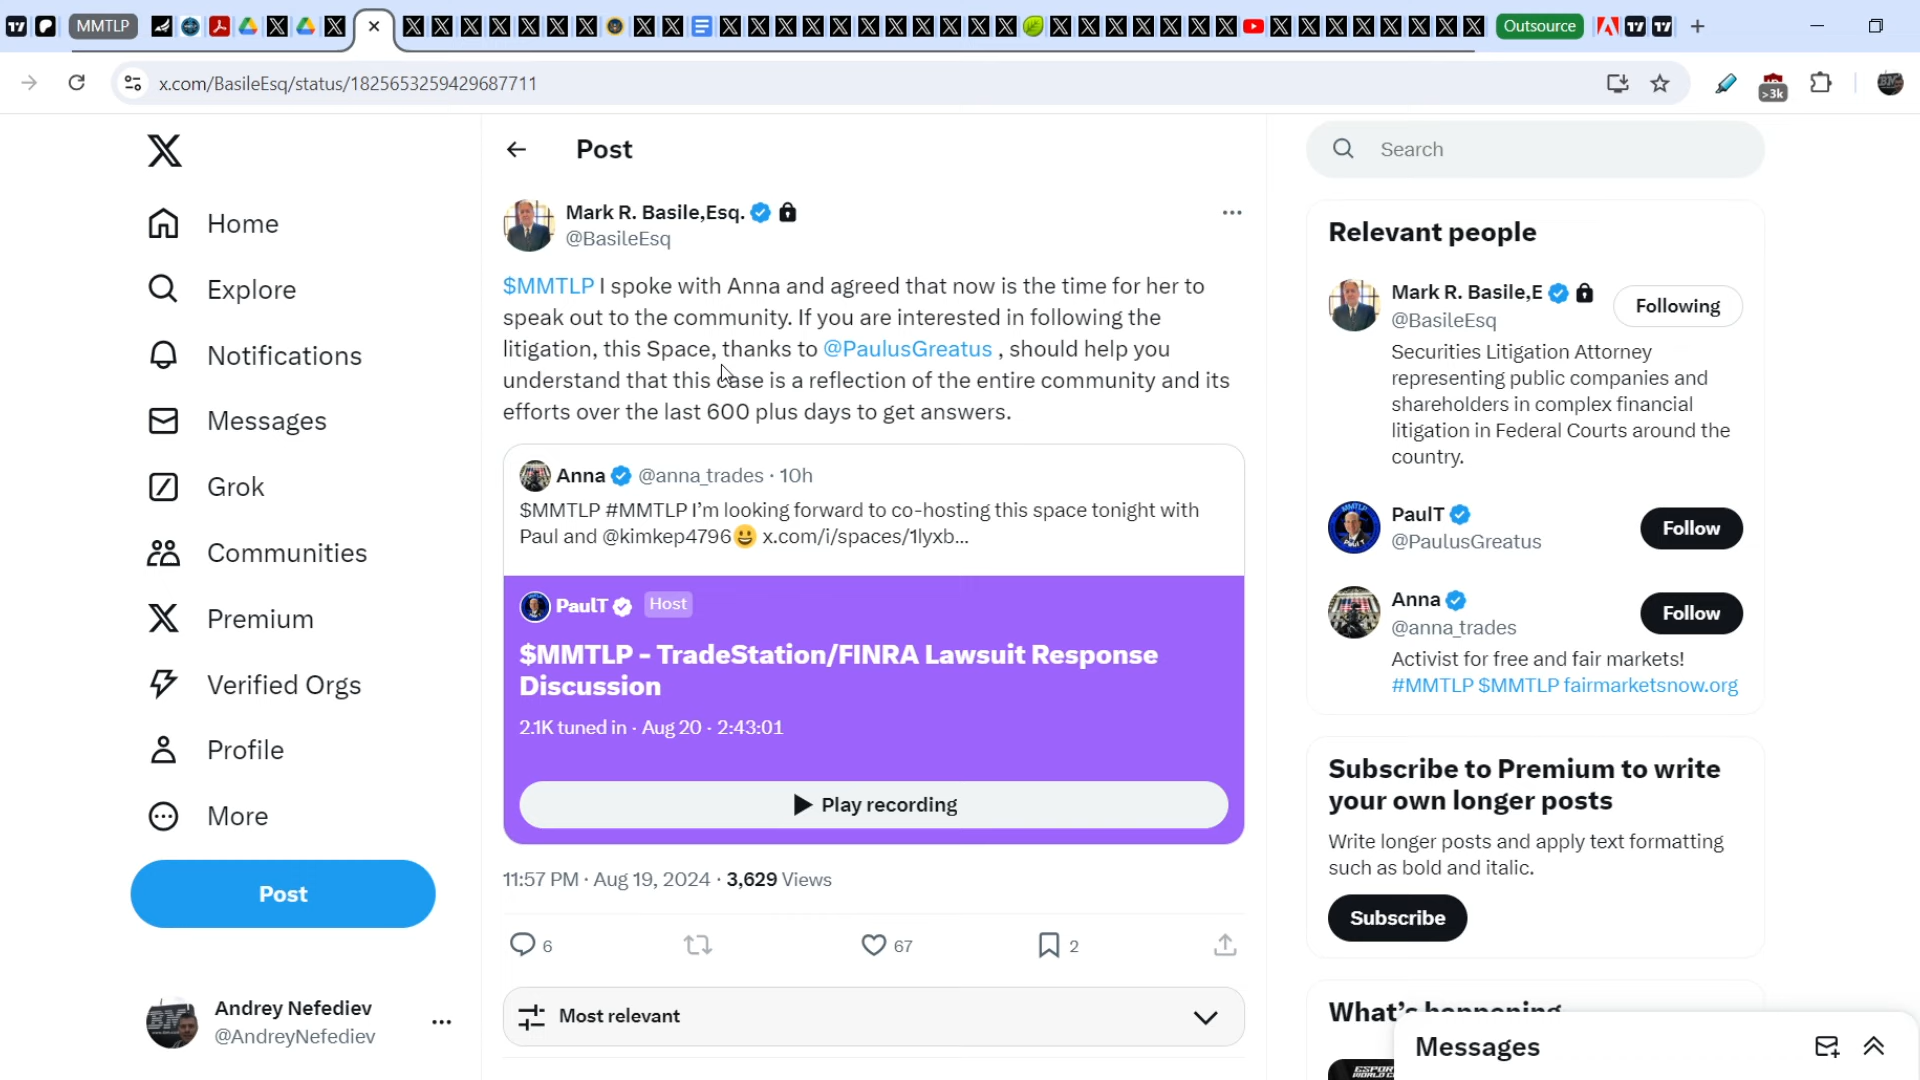 MMTLP
Outsource
x.com/BasileEsq/status/1825653259429687711
>3k
Home
Explore
Notifications
Messages
Grok
Communities
Premium
Verified Orgs
Profile
More
Post
Andrey Nefediev
@AndreyNefediev
Post
Mark R. Basile,Esq.
@BasileEsq
$MMTLP I spoke with Anna and agreed that now is the time for her to
speak out to the community. If you are interested in following the
litigation, this Space, thanks to @PaulusGreatus , should help you
understand that this case is a reflection of the entire community and its
efforts over the last 600 plus days to get answers.
Anna @anna_trades · 10h
$MMTLP #MMTLP I’m looking forward to co-hosting this space tonight with
Paul and @kimkep4796😀 x.com/i/spaces/1lyxb...
PaulT Host
$MMTLP - TradeStation/FINRA Lawsuit Response
Discussion
2.1K tuned in · Aug 20 · 2:43:01
Play recording
11:57 PM · Aug 19, 2024 · 3,629 Views
6 67 2
Most relevant
Search
Relevant people
Mark R. Basile,E
@BasileEsq
Following
Securities Litigation Attorney
representing public companies and
shareholders in complex financial
litigation in Federal Courts around the
country.
PaulT
@PaulusGreatus
Follow
Anna
@anna_trades
Follow
Activist for free and fair markets!
#MMTLP $MMTLP fairmarketsnow.org
Subscribe to Premium to write
your own longer posts
Write longer posts and apply text formatting
such as bold and italic.
Subscribe
What’s happening
Messages